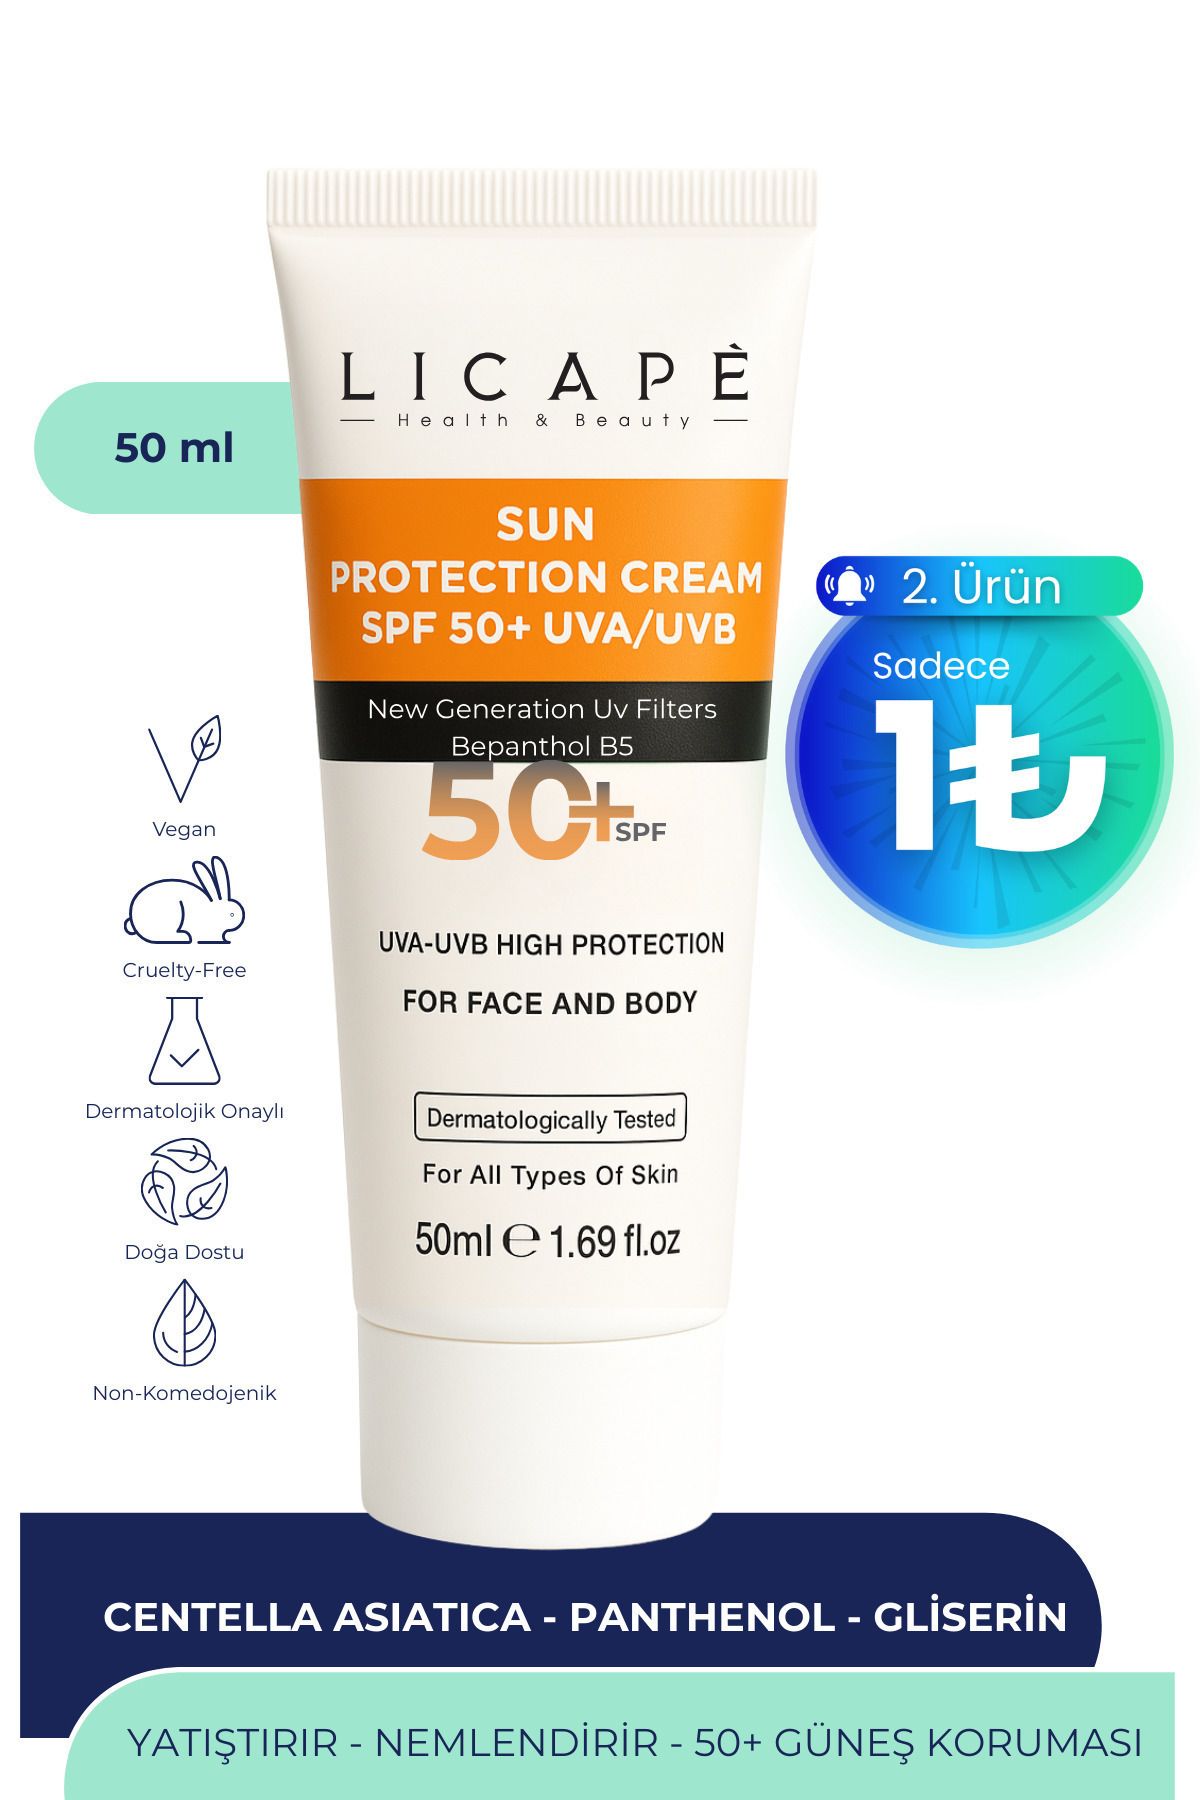 LICAPÈ
Health & Beauty
50 ml
SUN
PROTECTION CREAM
SPF 50+ UVA/UVB
New Generation Uv Filters
Bepanthol B5
50+ SPF
2. Ürün
Sadece
1₺
UVA-UVB HIGH PROTECTION
FOR FACE AND BODY
Dermatologically Tested
For All Types Of Skin
50ml ℮ 1.69 fl.oz
Vegan
Cruelty-Free
Dermatolojik Onaylı
Doğa Dostu
Non-Komedojenik
CENTELLA ASIATICA - PANTHENOL - GLİSERİN
YATIŞTIRIR - NEMLENDİRİR - 50+ GÜNEŞ KORUMASI